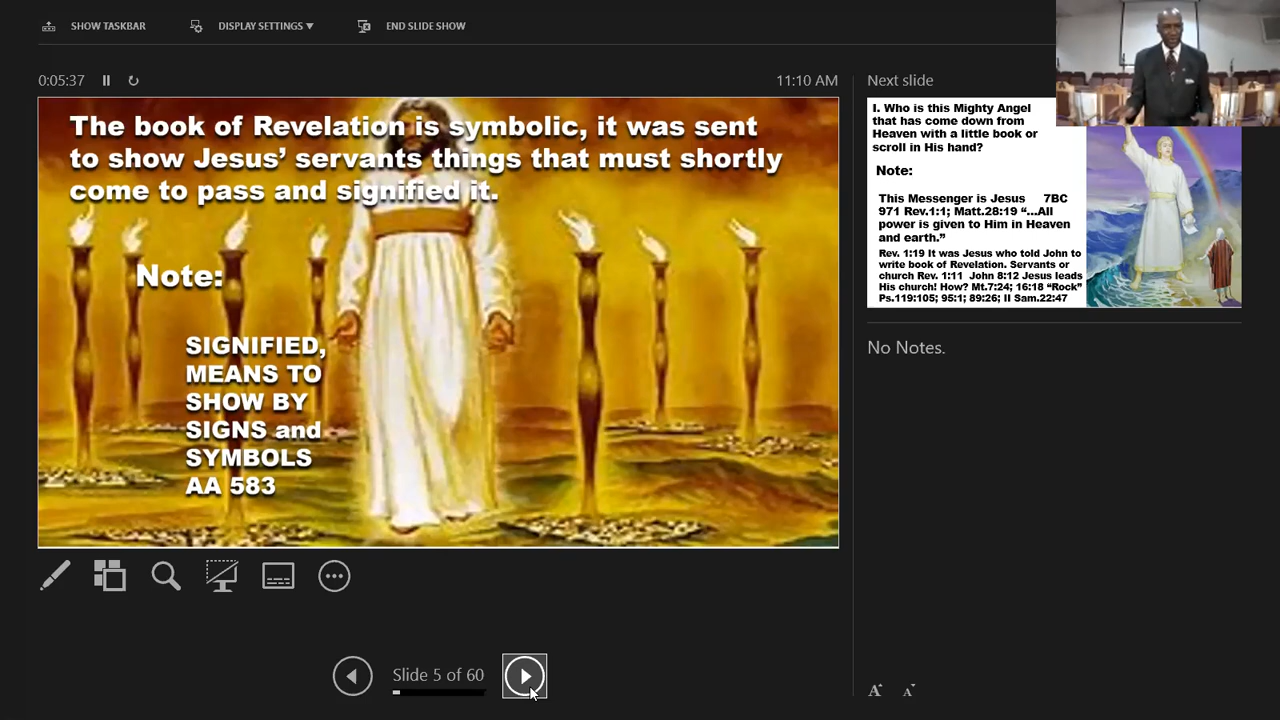 SHOW TASKBAR
DISPLAY SETTINGS ▼
END SLIDE SHOW
0:05:37
11:10 AM
The book of Revelation is symbolic, it was sent
to show Jesus’ servants things that must shortly
come to pass and signified it.
Note:
SIGNIFIED,
MEANS TO
SHOW BY
SIGNS and
SYMBOLS
AA 583
Slide 5 of 60
Next slide
I. Who is this Mighty Angel
that has come down from
Heaven with a little book or
scroll in His hand?
Note:
This Messenger is Jesus 7BC
971 Rev.1:1; Matt.28:19 “...All
power is given to Him in Heaven
and earth.”
Rev. 1:19 It was Jesus who told John to
write book of Revelation. Servants or
church Rev. 1:11 John 8:12 Jesus leads
His church! How? Mt.7:24; 16:18 “Rock”
Ps.119:105; 95:1; 89:26; II Sam.22:47
No Notes.
A A